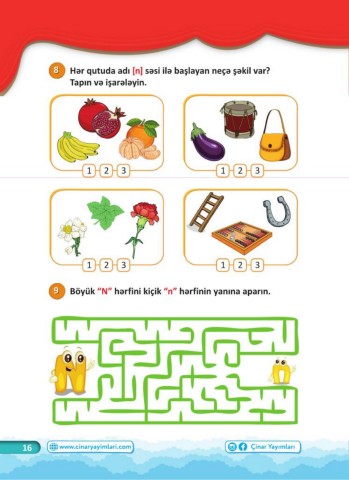 8 Hər qutuda adı [n] səsi ilə başlayan neçə şəkil var?
Tapın və işarələyin.
1 2 3
1 2 3
1 2 3
1 2 3
9 Böyük “N” hərfini kiçik “n” hərfinin yanına aparın.
16 www.cinaryayimlari.com Çinar Yayımları